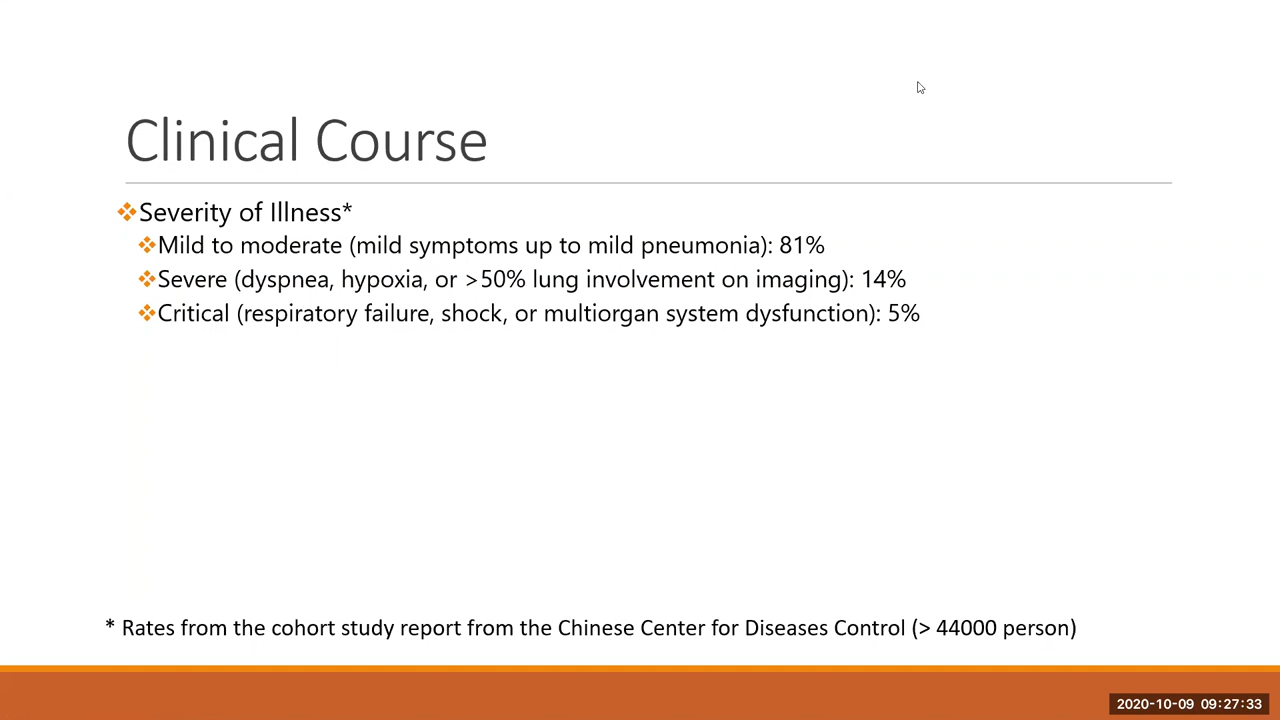 Clinical Course
❖Severity of Illness*
❖Mild to moderate (mild symptoms up to mild pneumonia): 81%
❖Severe (dyspnea, hypoxia, or >50% lung involvement on imaging): 14%
❖Critical (respiratory failure, shock, or multiorgan system dysfunction): 5%
* Rates from the cohort study report from the Chinese Center for Diseases Control (> 44000 person)
2020-10-09 09:27:33